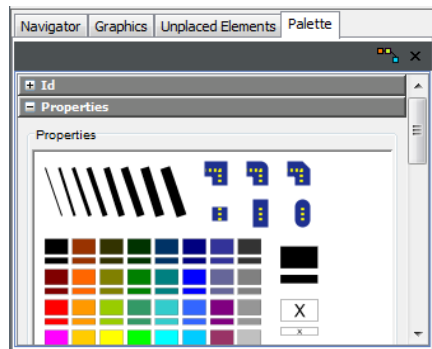 Navigator Graphics Unplaced Elements Palette
Id
Properties
Properties
X
X